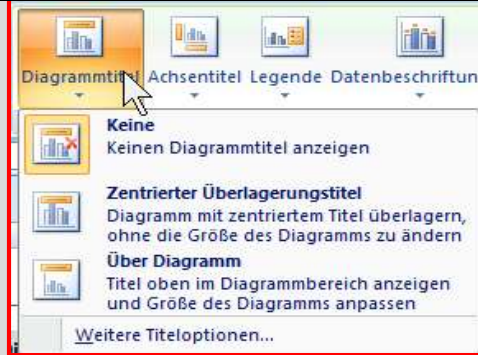 Diagrammtitel Achsentitel Legende Datenbeschriftun
Keine
Keinen Diagrammtitel anzeigen
Zentrierter Überlagerungstitel
Diagramm mit zentriertem Titel überlagern,
ohne die Größe des Diagramms zu ändern
Über Diagramm
Titel oben im Diagrammbereich anzeigen
und Größe des Diagramms anpassen
Weitere Titeloptionen...